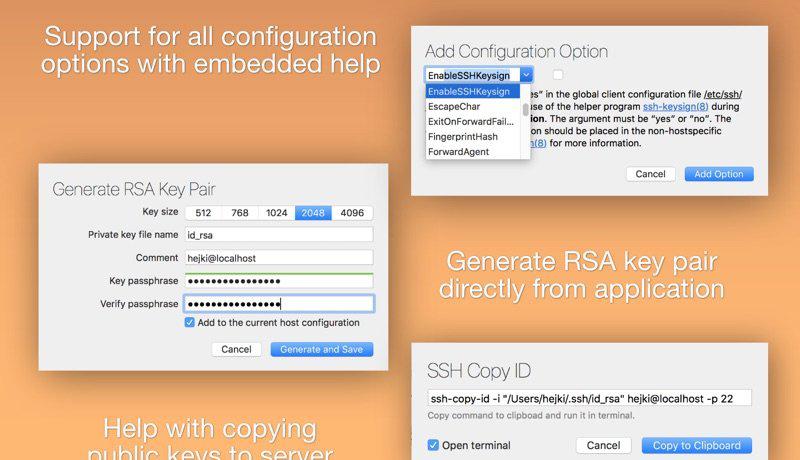 Support for all configuration
options with embedded help
Add Configuration Option
EnableSSHKeysign
EnableSSHKeysign
EscapeChar
ExitOnForwardFail...
FingerprintHash
ForwardAgent
es” in the global client configuration file /etc/ssh/
use of the helper program ssh-keysign(8) during
ion. The argument must be “yes” or “no”. The
on should be placed in the non-hostspecific
n(8) for more information.
Cancel
Add Option
Generate RSA Key Pair
Key size 512 768 1024 2048 4096
Private key file name id_rsa
Comment hejki@localhost
Key passphrase ●●●●●●●●●●●●●●●●
Verify passphrase ●●●●●●●●●●●●●●●●
Add to the current host configuration
Cancel
Generate and Save
Generate RSA key pair
directly from application
Help with copying
public keys to server
SSH Copy ID
ssh-copy-id -i "/Users/hejki/.ssh/id_rsa" hejki@localhost -p 22
Copy command to clipboad and run it in terminal.
Open terminal
Cancel
Copy to Clipboard